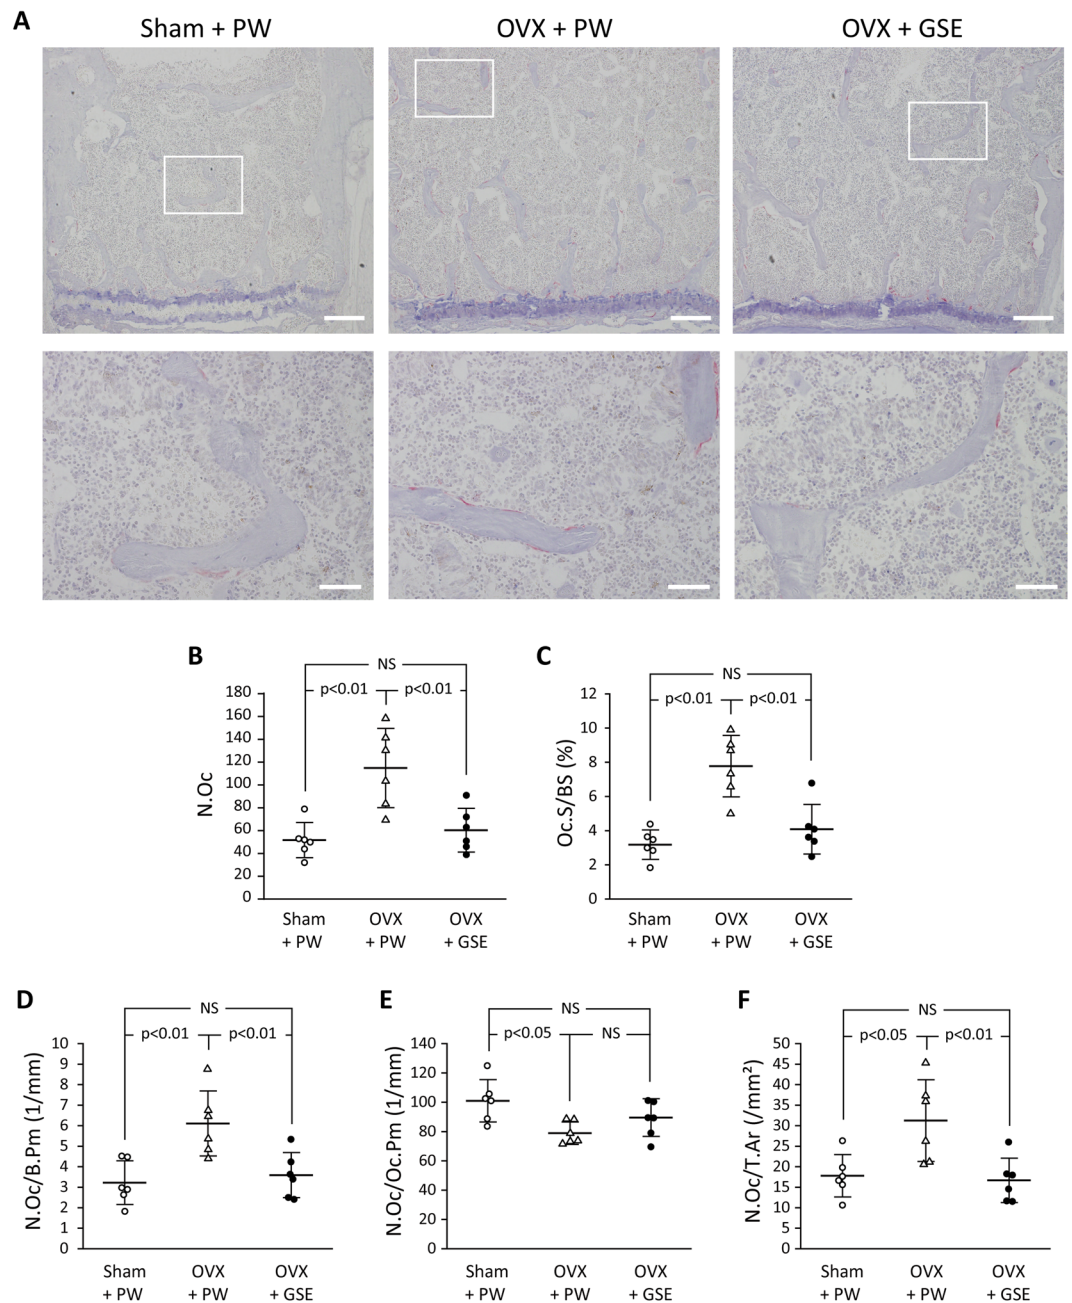 A
Sham + PW
OVX + PW
OVX + GSE
B
NS
p<0.01
p<0.01
N.Oc
180
160
140
120
100
80
60
40
20
0
Sham
+ PW
OVX
+ PW
OVX
+ GSE
C
NS
p<0.01
p<0.01
Oc.S/BS (%)
12
10
8
6
4
2
0
Sham
+ PW
OVX
+ PW
OVX
+ GSE
D
NS
p<0.01
p<0.01
N.Oc/B.Pm (1/mm)
10
9
8
7
6
5
4
3
2
1
0
Sham
+ PW
OVX
+ PW
OVX
+ GSE
E
NS
p<0.05
NS
N.Oc/Oc.Pm (1/mm)
140
120
100
80
60
40
20
0
Sham
+ PW
OVX
+ PW
OVX
+ GSE
F
NS
p<0.05
p<0.01
N.Oc/T.Ar (/mm²)
50
45
40
35
30
25
20
15
10
5
0
Sham
+ PW
OVX
+ PW
OVX
+ GSE